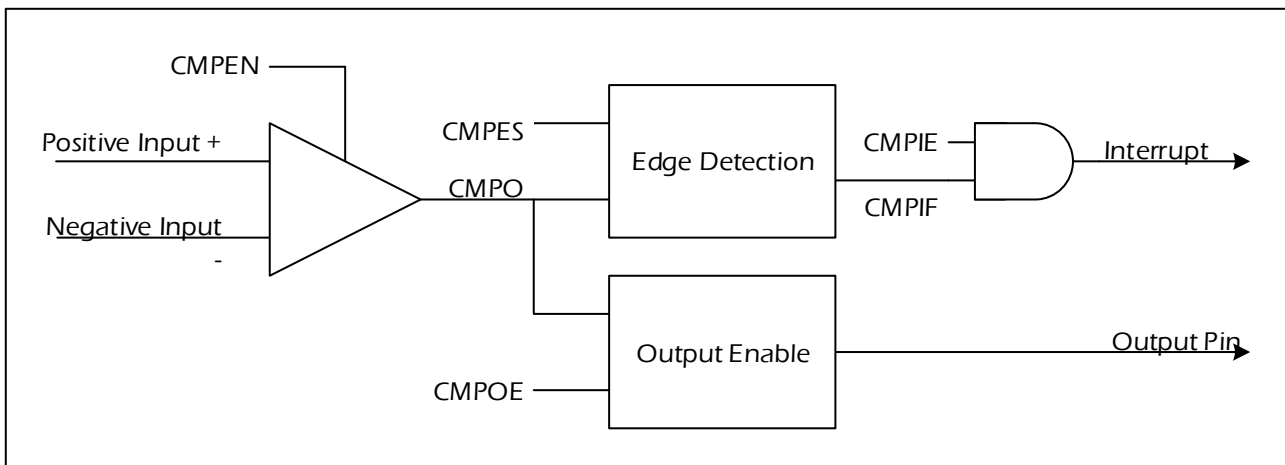 CMPEN
Positive Input +
Negative Input
-
CMPES
CMPO
Edge Detection
CMPIE
CMPIF
Interrupt
Output Enable
CMPOE
Output Pin